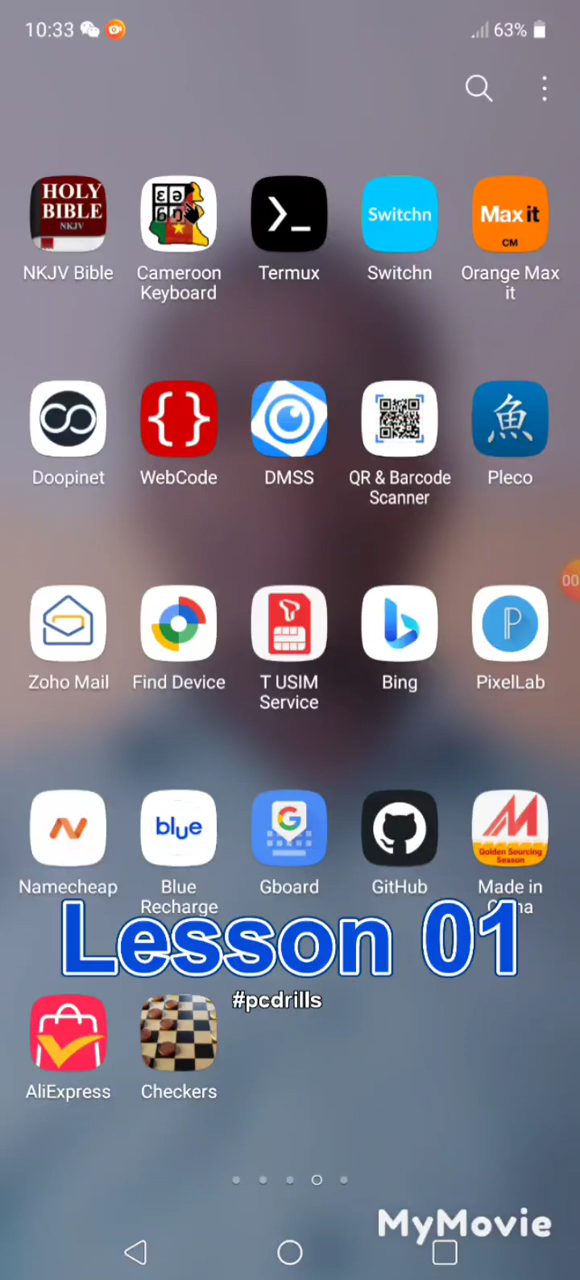 10:33
63%
HOLY
BIBLE
NKJV
Switchn
Max it
CM
NKJV Bible
Cameroon
Keyboard
Termux
Switchn
Orange Max
it
Doopinet
WebCode
DMSS
QR & Barcode
Scanner
魚
Pleco
00
Zoho Mail
Find Device
T USIM
Service
Bing
PixelLab
blue
Golden Sourcing
Season
Namecheap
Blue
Recharge
Gboard
GitHub
Made in
Lesson 01
#pcdrills
AliExpress
Checkers
MyMovie